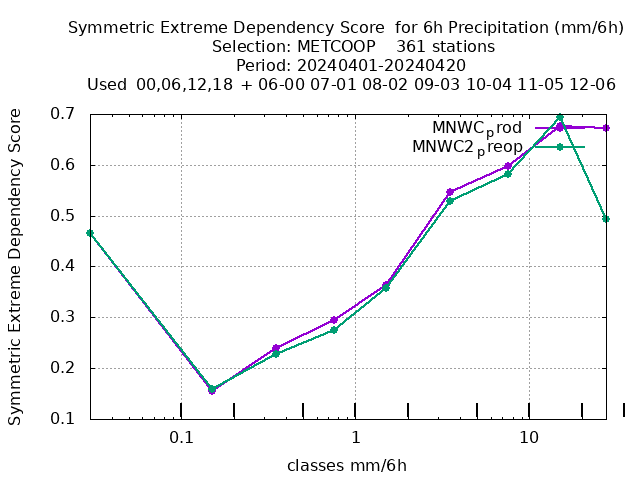 Symmetric Extreme Dependency Score  for 6h Precipitation (mm/6h)
Selection: METCOOP    361 stations
Period: 20240401-20240420
Used  00,06,12,18  + 06-00 07-01 08-02 09-03 10-04 11-05 12-06
Symmetric Extreme Dependency Score
0.7
0.6
0.5
0.4
0.3
0.2
0.1
MNWCprod
MNWC2preop
0.1 1 10
classes mm/6h